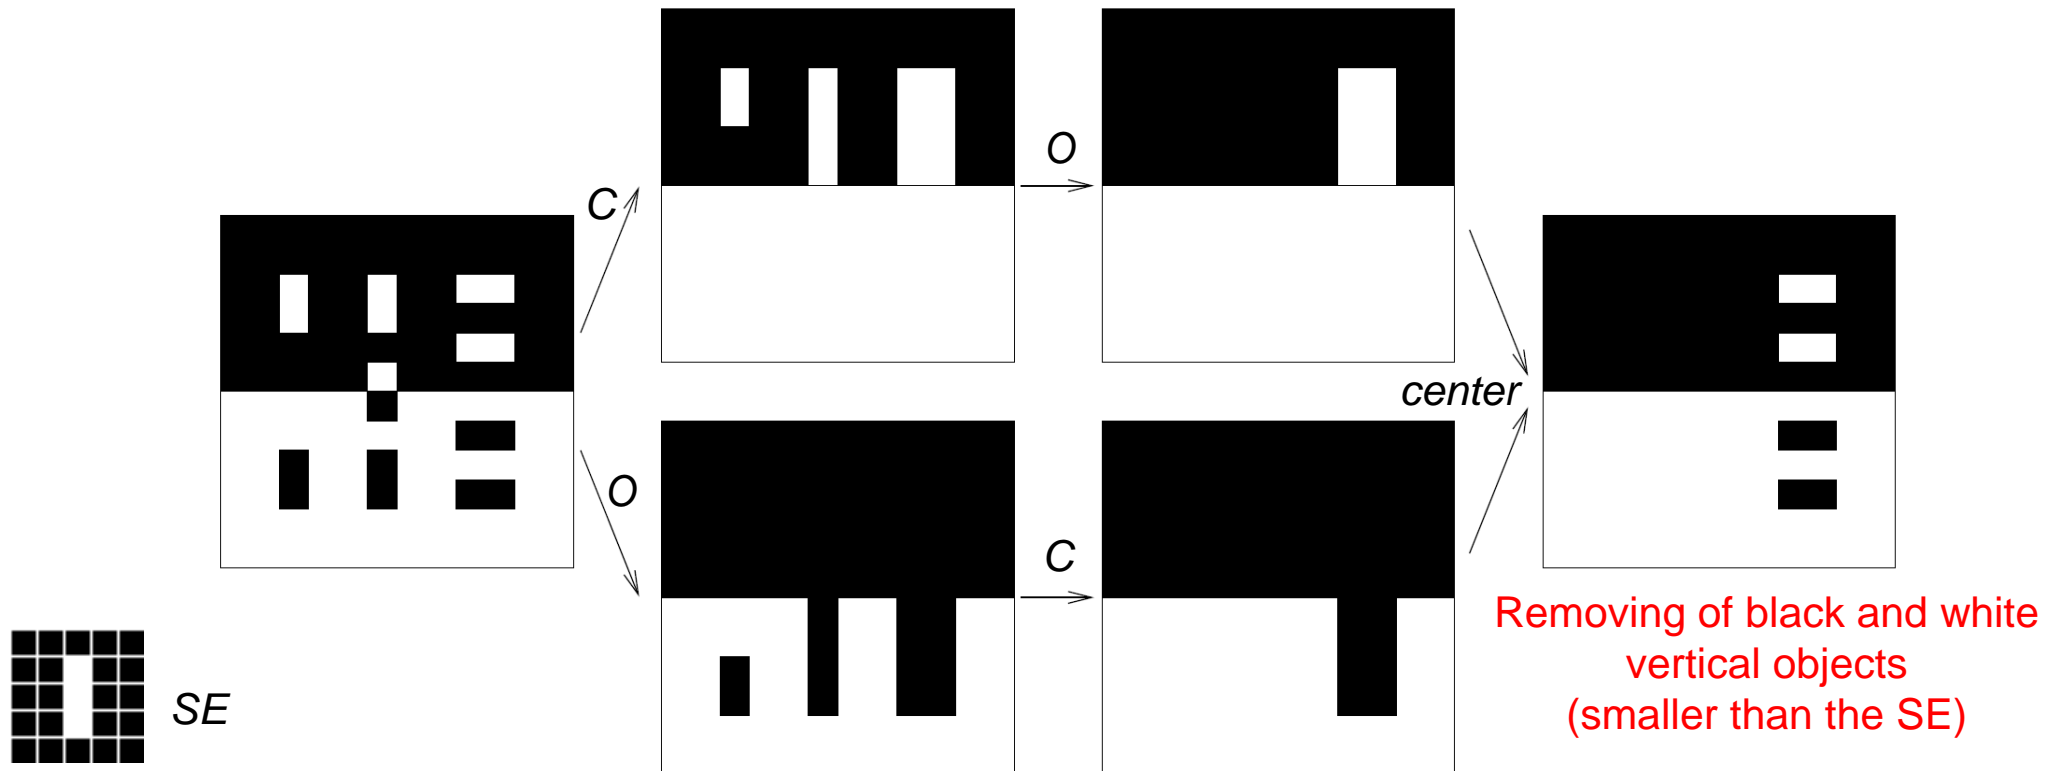 C
O
O
C
center
SE
Removing of black and white
vertical objects
(smaller than the SE)